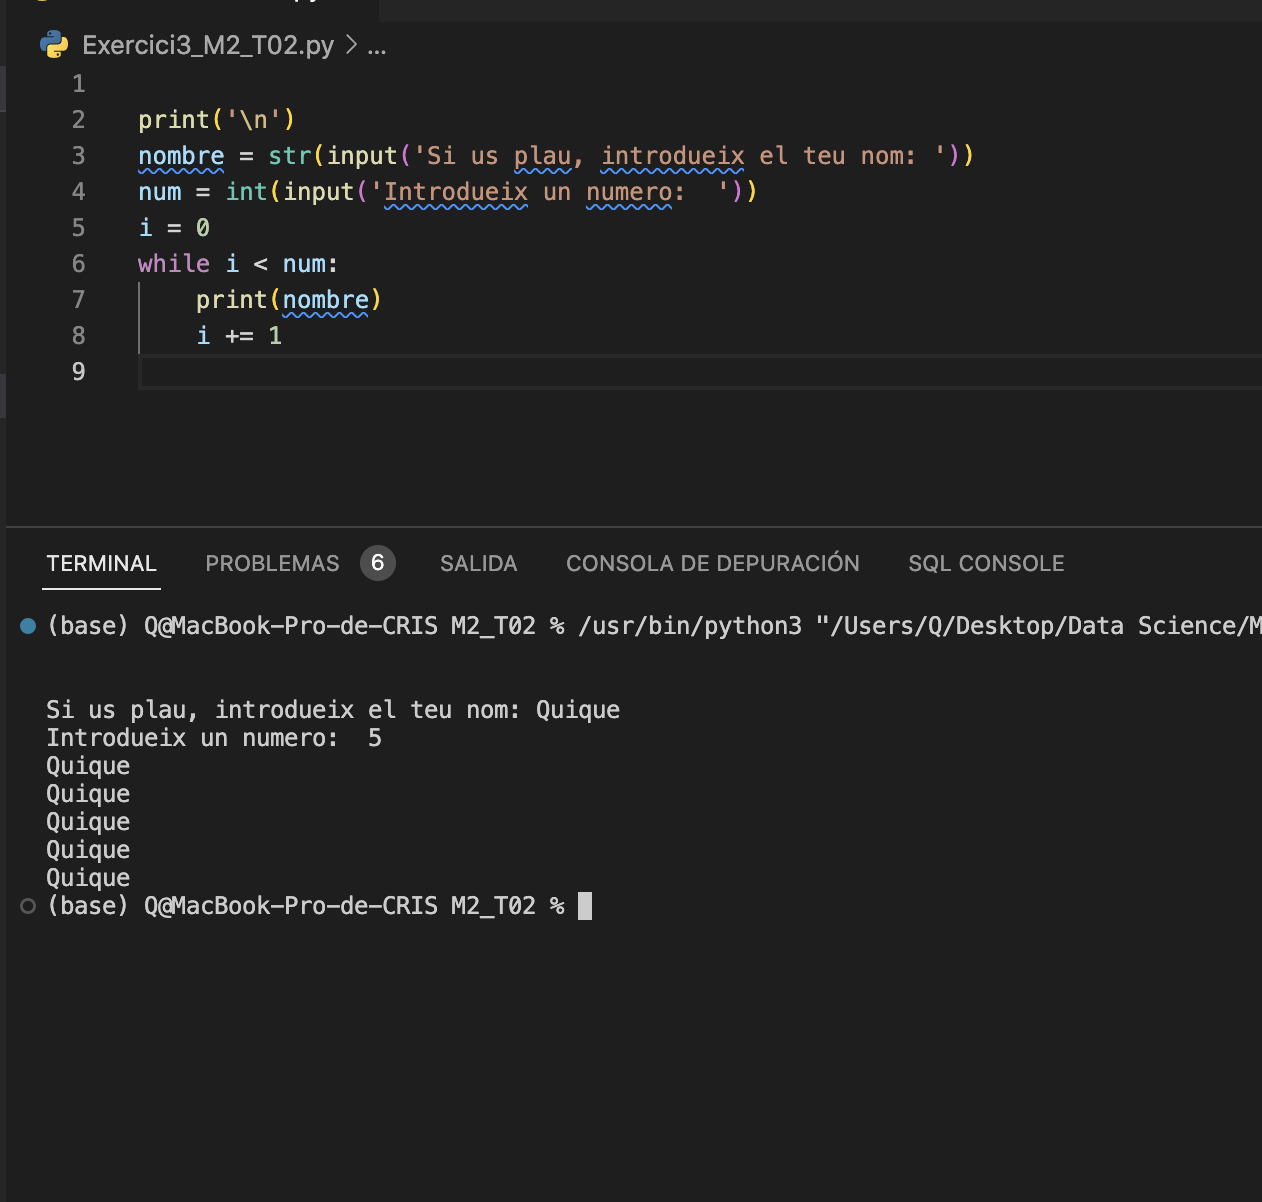 Exercici3_M2_T02.py > ...
1
2 print('\n')
3 nombre = str(input('Si us plau, introdueix el teu nom: '))
4 num = int(input('Introdueix un numero:  '))
5 i = 0
6 while i < num:
7     print(nombre)
8     i += 1
9
TERMINAL PROBLEMAS 6 SALIDA CONSOLA DE DEPURACIÓN SQL CONSOLE
(base) Q@MacBook-Pro-de-CRIS M2_T02 % /usr/bin/python3 "/Users/Q/Desktop/Data Science/M
Si us plau, introdueix el teu nom: Quique
Introdueix un numero:  5
Quique
Quique
Quique
Quique
Quique
(base) Q@MacBook-Pro-de-CRIS M2_T02 %